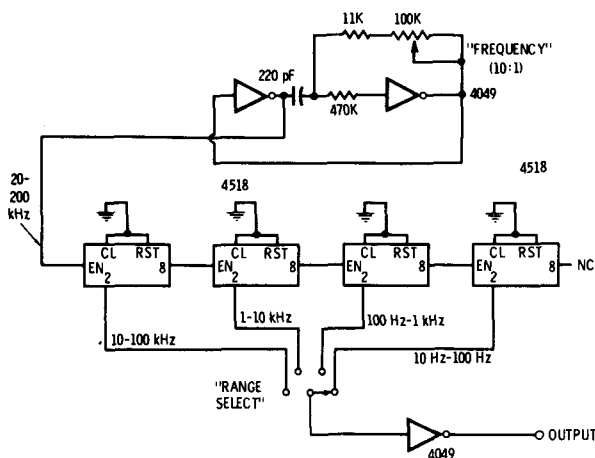 11K
100K
"FREQUENCY"
(10:1)
220 pF
470K
4049
20-
200
kHz
4518
4518
CL RST
EN 2 8
CL RST
EN 2 8
CL RST
EN 2 8
CL RST
EN 2 8
NC
1-10 kHz
100 Hz-1 kHz
10-100 kHz
10 Hz-100 Hz
"RANGE
SELECT"
OUTPUT
4049